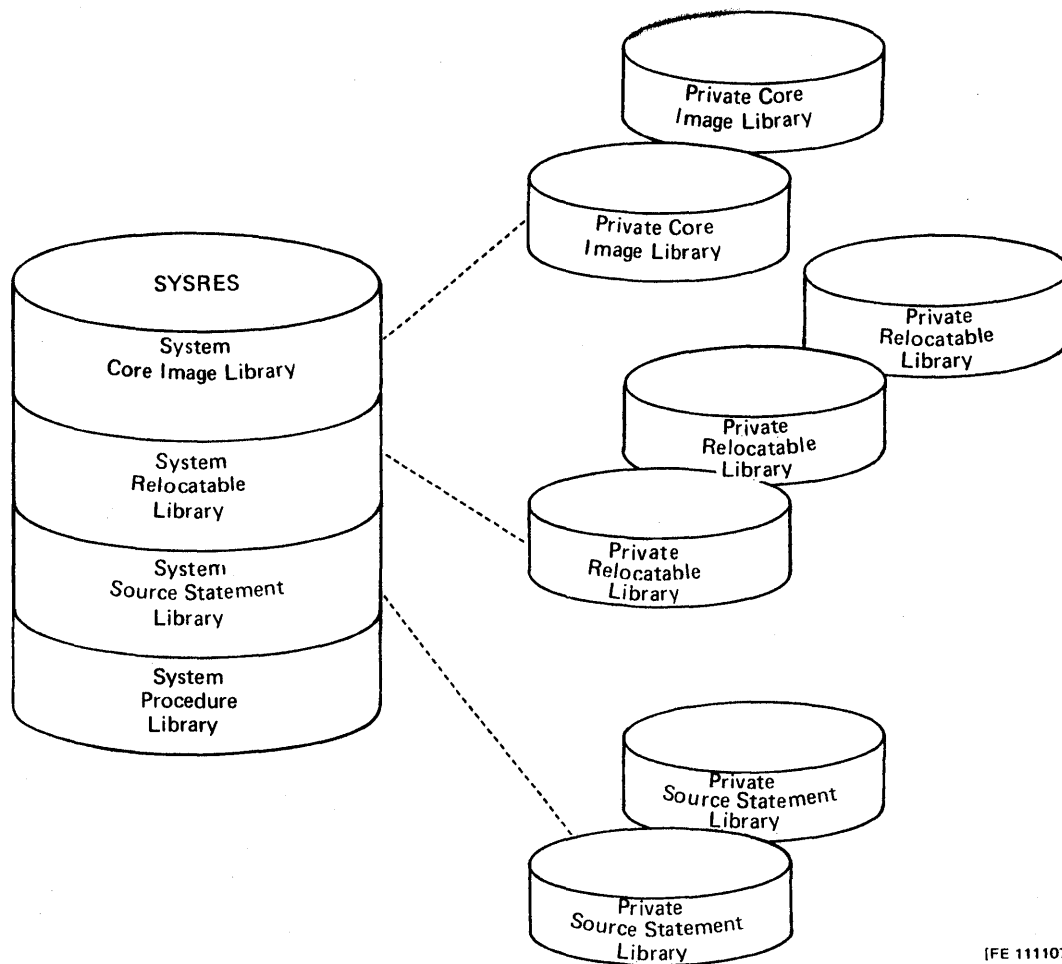 Private Core
Image Library
Private Core
Image Library
SYSRES
System
Core Image Library
Private
Relocatable
Library
Private
Relocatable
Library
System
Relocatable
Library
Private
Relocatable
Library
System
Source Statement
Library
System
Procedure
Library
Private
Source Statement
Library
Private
Source Statement
Library